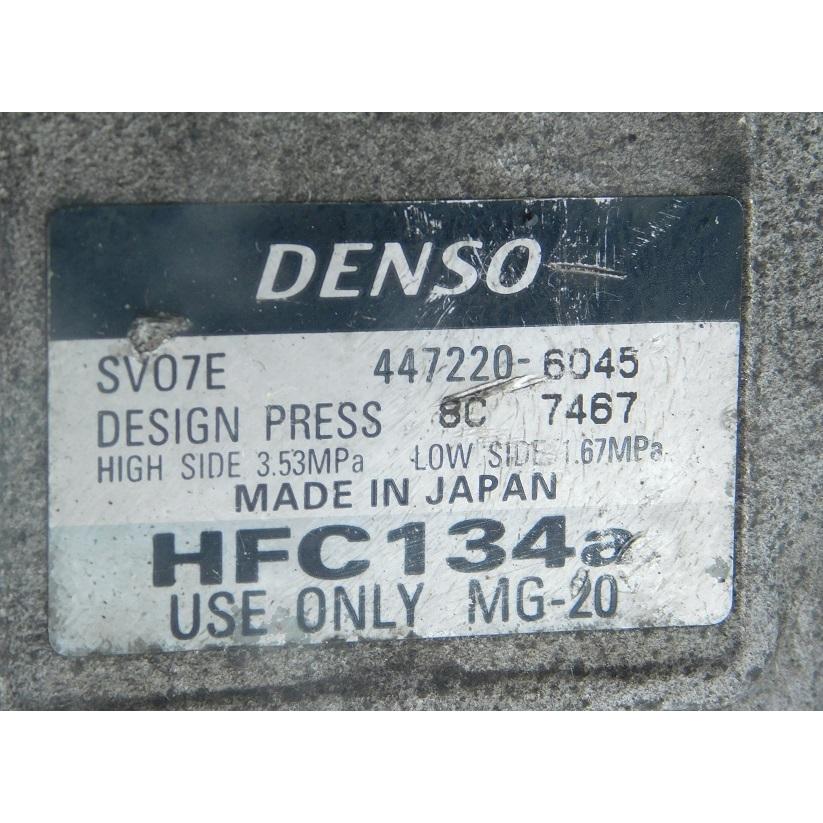 DENSO
SV07E 447220-6045
DESIGN PRESS 8C 7467
HIGH SIDE 3.53MPa LOW SIDE 1.67MPa
MADE IN JAPAN
HFC134a
USE ONLY MG-20